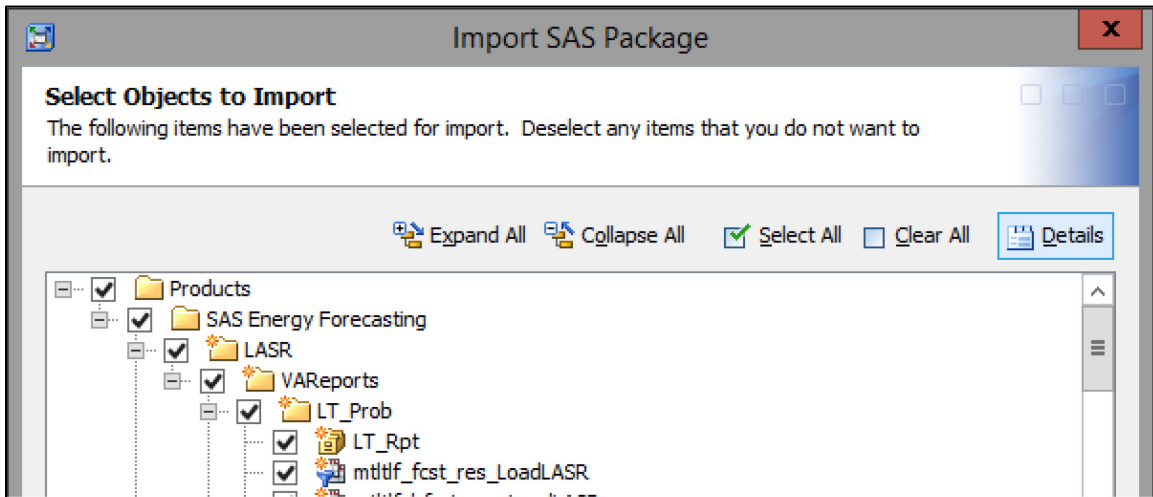 Import SAS Package
x
Select Objects to Import
The following items have been selected for import. Deselect any items that you do not want to
import.
Expand All Collapse All Select All Clear All Details
Products
SAS Energy Forecasting
LASR
VAReports
LT_Prob
LT_Rpt
mtltlf_fcst_res_LoadLASR